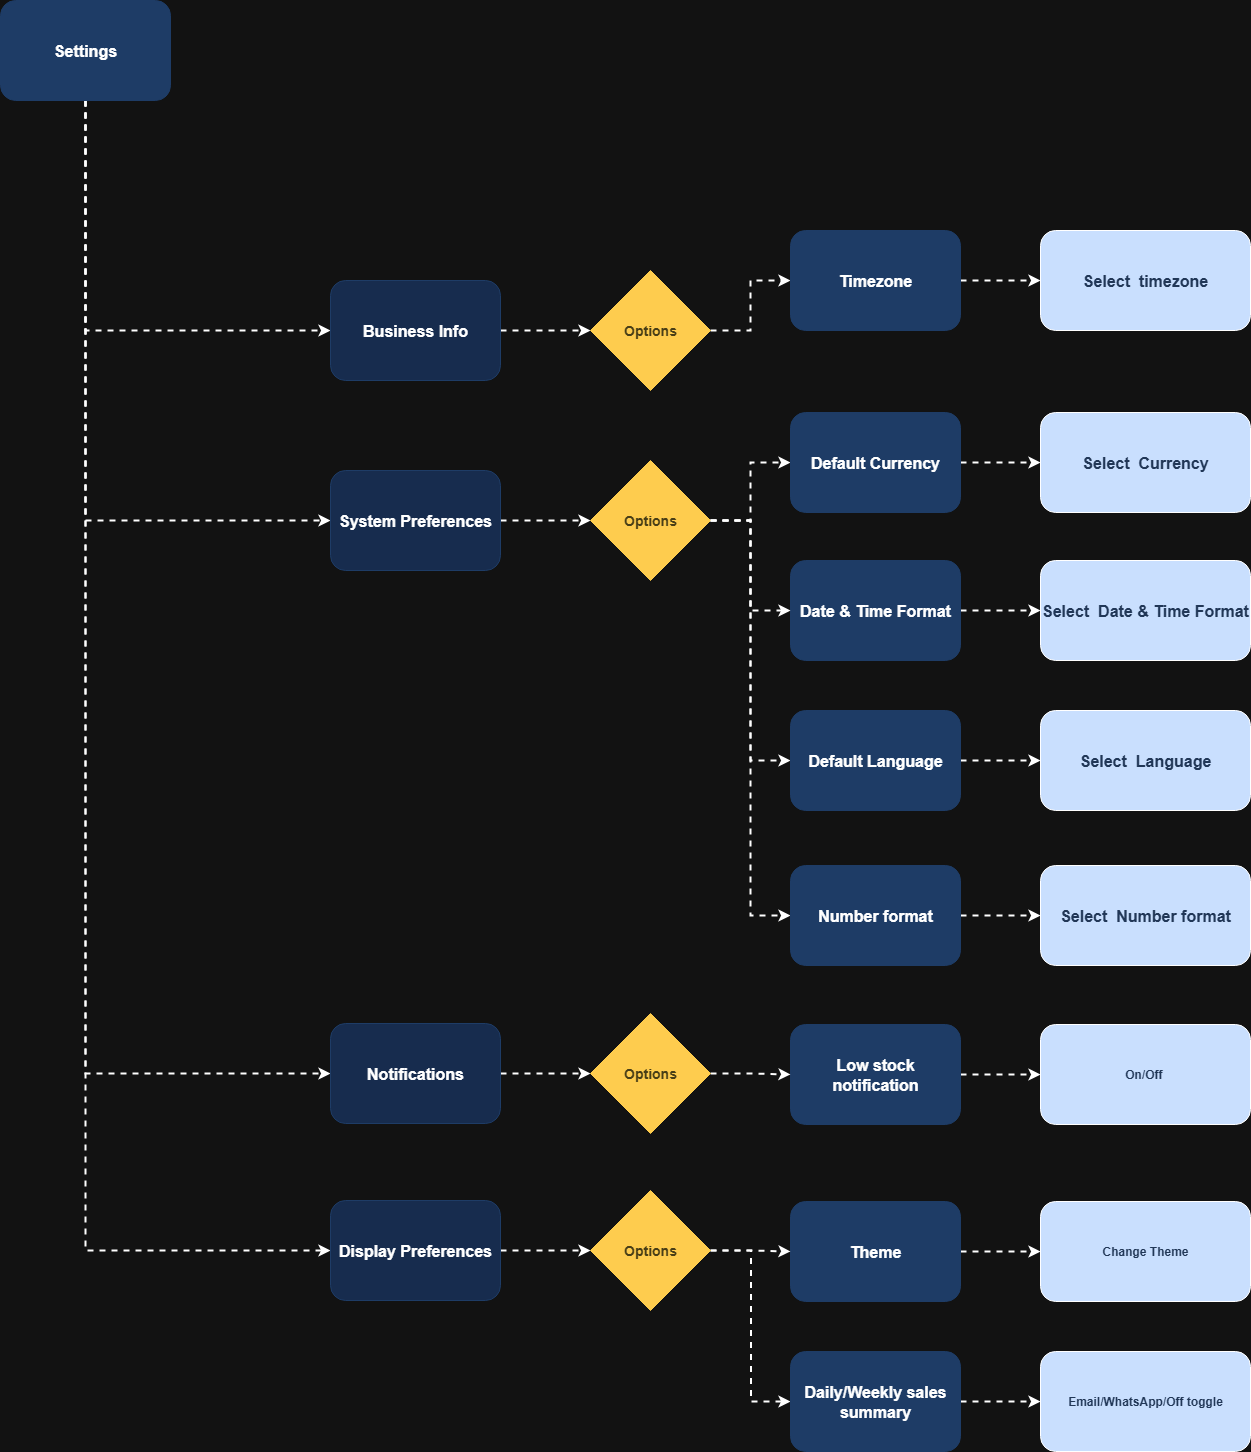 Settings
Timezone
Select  timezone
Business Info
Options
Default Currency
Select  Currency
System Preferences
Options
Date & Time Format
Select  Date & Time Format
Default Language
Select  Language
Number format
Select  Number format
Notifications
Options
Low stock
notification
On/Off
Display Preferences
Options
Theme
Change Theme
Daily/Weekly sales
summary
Email/WhatsApp/Off toggle